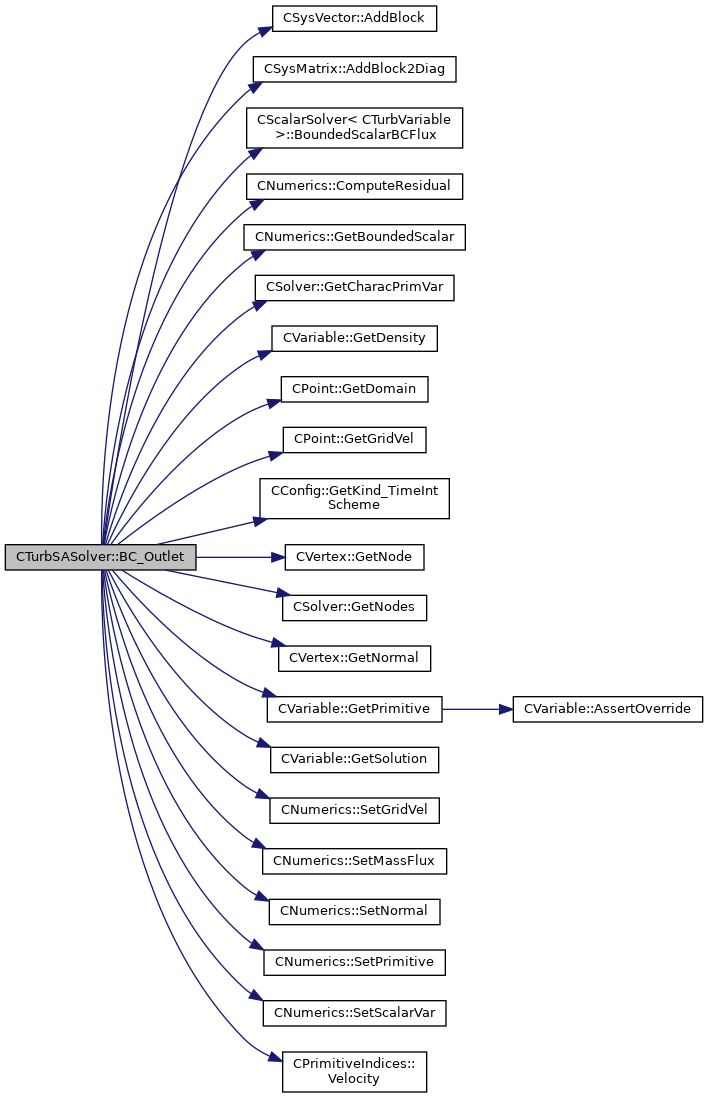 CSysVector::AddBlock
CSysMatrix::AddBlock2Diag
CScalarSolver< CTurbVariable
>::BoundedScalarBCFlux
CNumerics::ComputeResidual
CNumerics::GetBoundedScalar
CSolver::GetCharacPrimVar
CVariable::GetDensity
CPoint::GetDomain
CPoint::GetGridVel
CConfig::GetKind_TimeInt
Scheme
CTurbSASolver::BC_Outlet
CVertex::GetNode
CSolver::GetNodes
CVertex::GetNormal
CVariable::GetPrimitive
CVariable::AssertOverride
CVariable::GetSolution
CNumerics::SetGridVel
CNumerics::SetMassFlux
CNumerics::SetNormal
CNumerics::SetPrimitive
CNumerics::SetScalarVar
CPrimitiveIndices::
Velocity